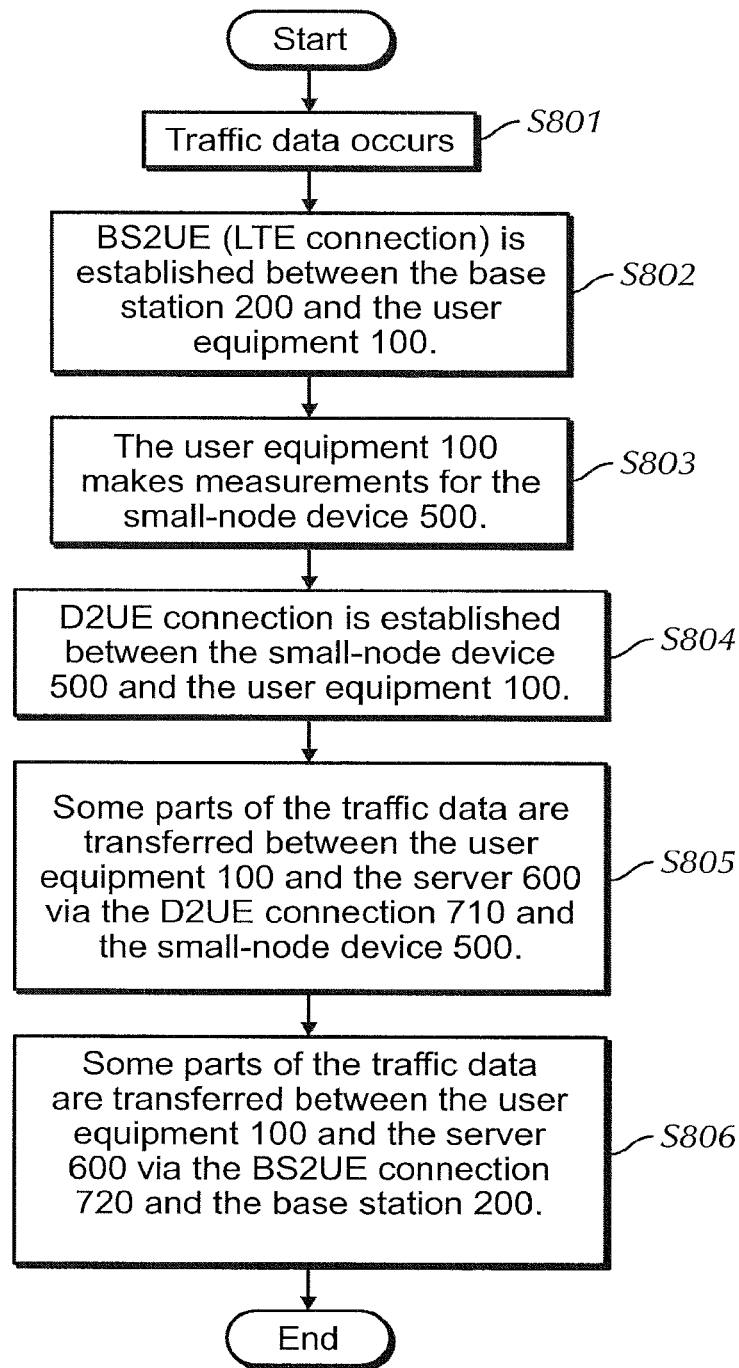 Start
Traffic data occurs
S801
BS2UE (LTE connection) is
established between the base
station 200 and the user
equipment 100.
S802
The user equipment 100
makes measurements for the
small-node device 500.
S803
D2UE connection is established
between the small-node device
500 and the user equipment 100.
S804
Some parts of the traffic data are
transferred between the user
equipment 100 and the server 600
via the D2UE connection 710 and
the small-node device 500.
S805
Some parts of the traffic data
are transferred between the user
equipment 100 and the server
600 via the BS2UE connection
720 and the base station 200.
S806
End